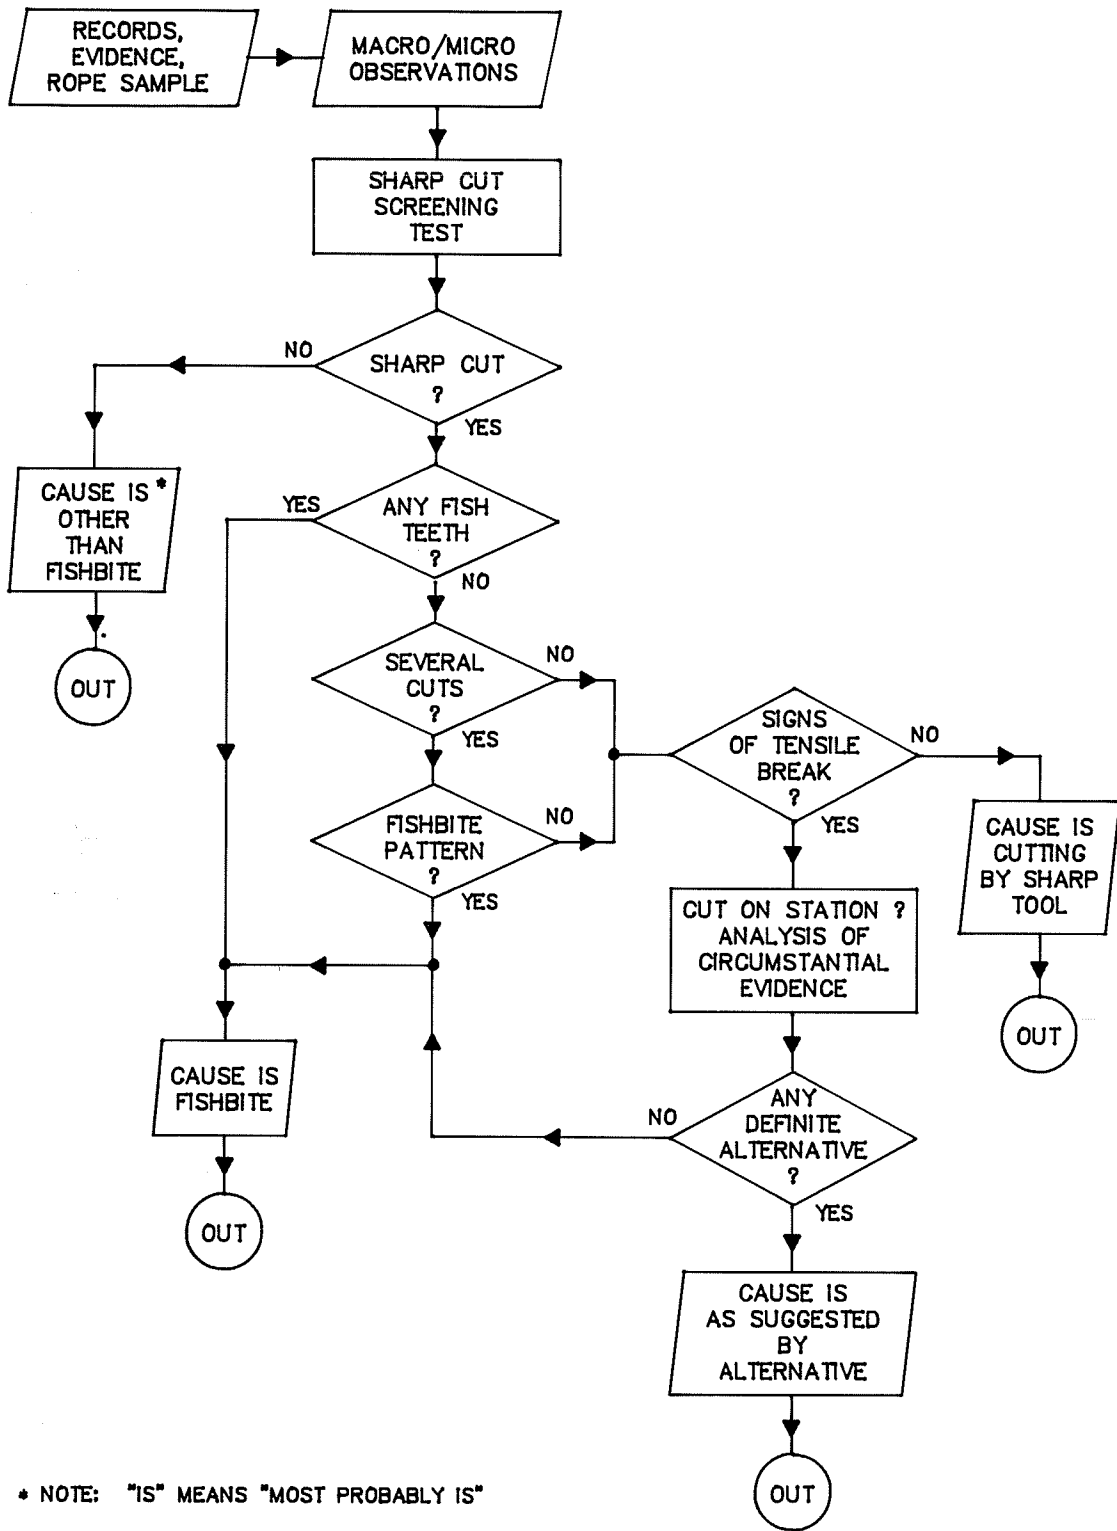 RECORDS,
EVIDENCE,
ROPE SAMPLE
MACRO/MICRO
OBSERVATIONS
SHARP CUT
SCREENING
TEST
SHARP CUT
?
NO
YES
CAUSE IS *
OTHER
THAN
FISHBITE
OUT
ANY FISH
TEETH
?
YES
NO
SEVERAL
CUTS
?
NO
YES
FISHBITE
PATTERN
?
NO
YES
SIGNS
OF TENSILE
BREAK
?
NO
YES
CAUSE IS
CUTTING
BY SHARP
TOOL
OUT
CUT ON STATION ?
ANALYSIS OF
CIRCUMSTANTIAL
EVIDENCE
CAUSE IS
FISHBITE
OUT
ANY
DEFINITE
ALTERNATIVE
?
NO
YES
CAUSE IS
AS SUGGESTED
BY
ALTERNATIVE
OUT
* NOTE: "IS" MEANS "MOST PROBABLY IS"